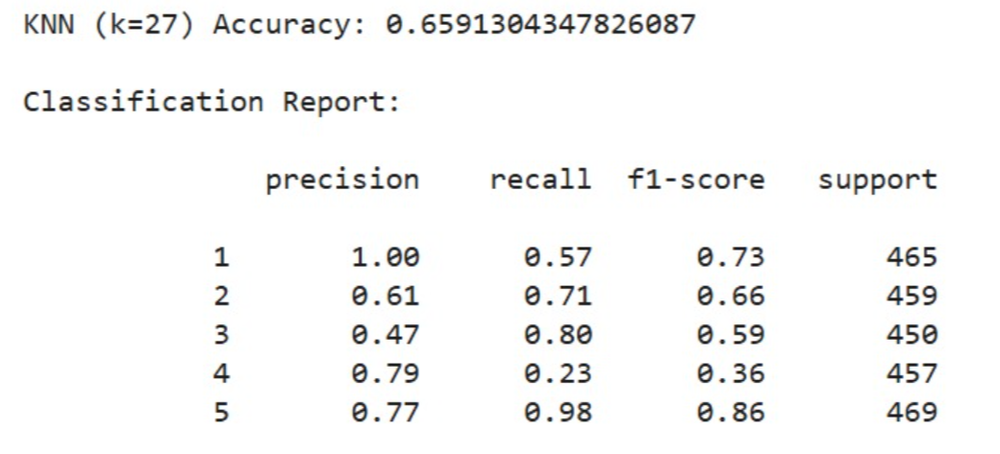 KNN (k=27) Accuracy: 0.6591304347826087
Classification Report:
precision recall f1-score support
1 1.00 0.57 0.73 465
2 0.61 0.71 0.66 459
3 0.47 0.80 0.59 450
4 0.79 0.23 0.36 457
5 0.77 0.98 0.86 469